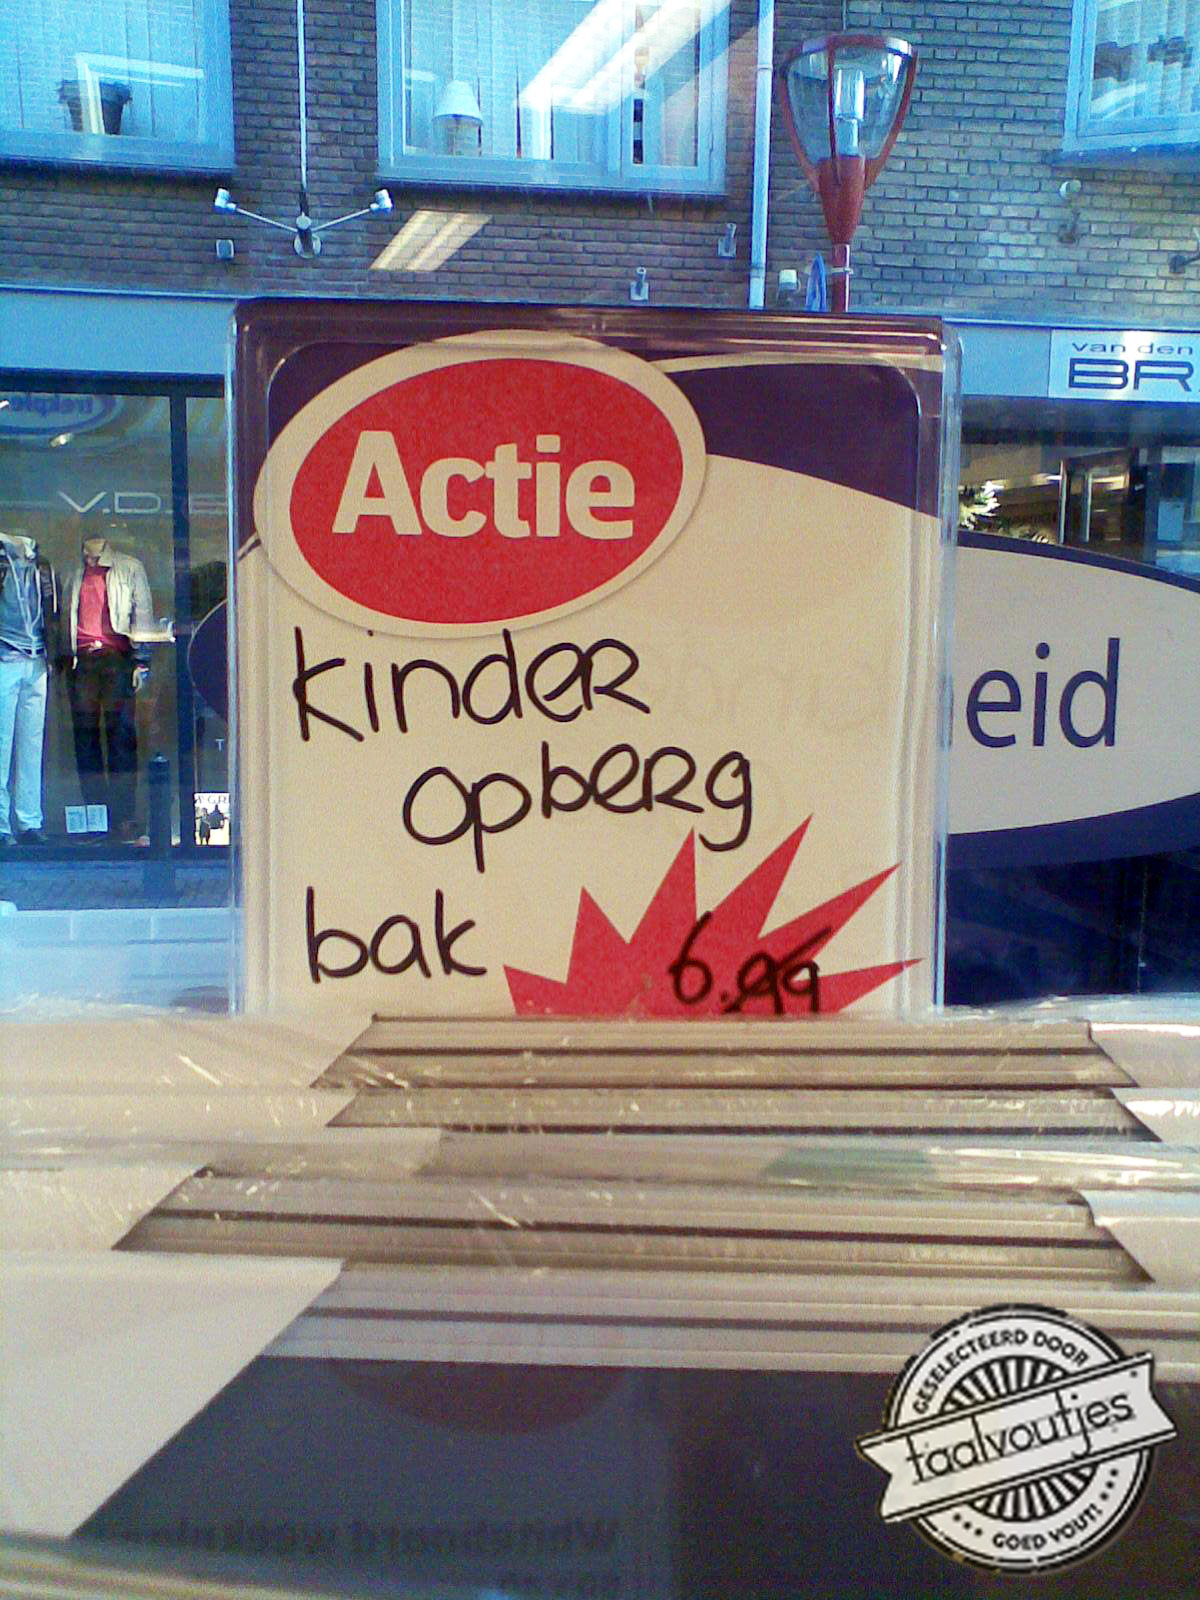 van den
BR
Actie
V.D.
kinder
opberg
bak
6.99
eid
GESELECTEERD DOOR
taalvoutjes
GOED VOUT!